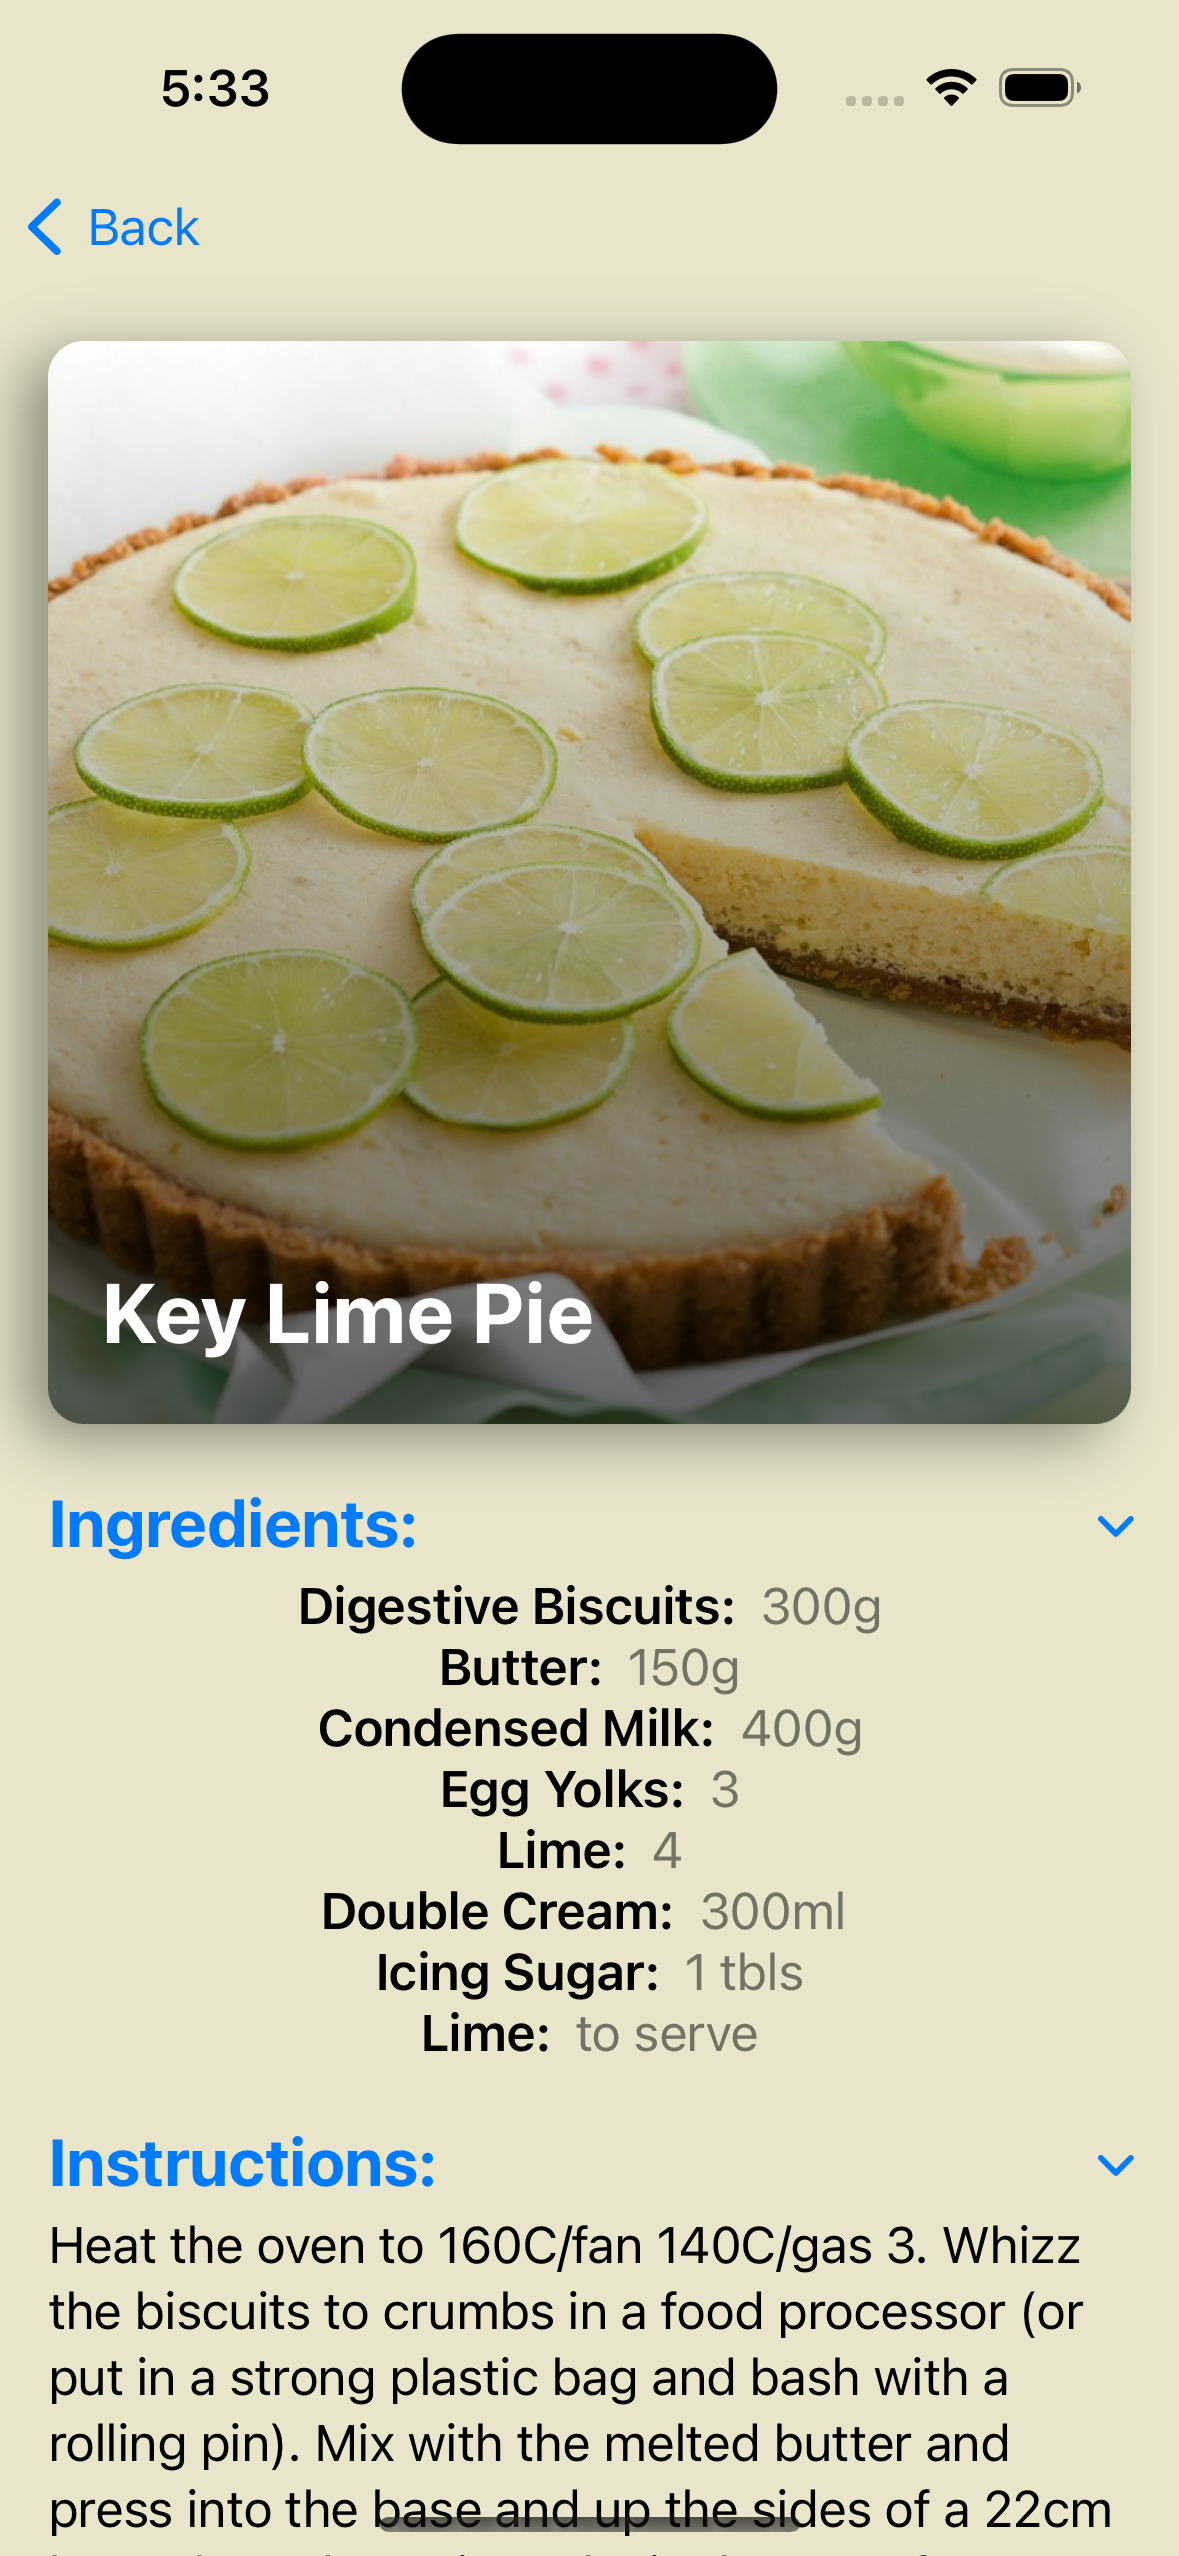 5:33
Back
Key Lime Pie
Ingredients:
Digestive Biscuits: 300g
Butter: 150g
Condensed Milk: 400g
Egg Yolks: 3
Lime: 4
Double Cream: 300ml
Icing Sugar: 1 tbls
Lime: to serve
Instructions:
Heat the oven to 160C/fan 140C/gas 3. Whizz
the biscuits to crumbs in a food processor (or
put in a strong plastic bag and bash with a
rolling pin). Mix with the melted butter and
press into the base and up the sides of a 22cm